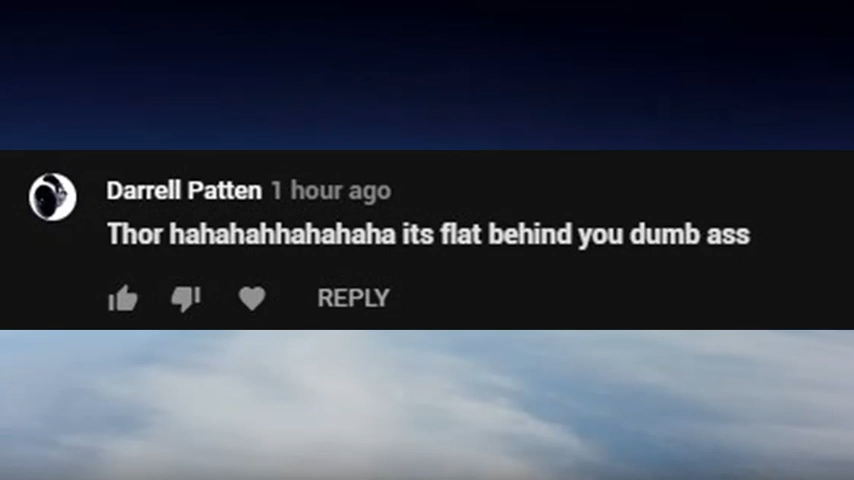 Darrell Patten 1 hour ago
Thor hahahahhahahaha its flat behind you dumb ass
REPLY